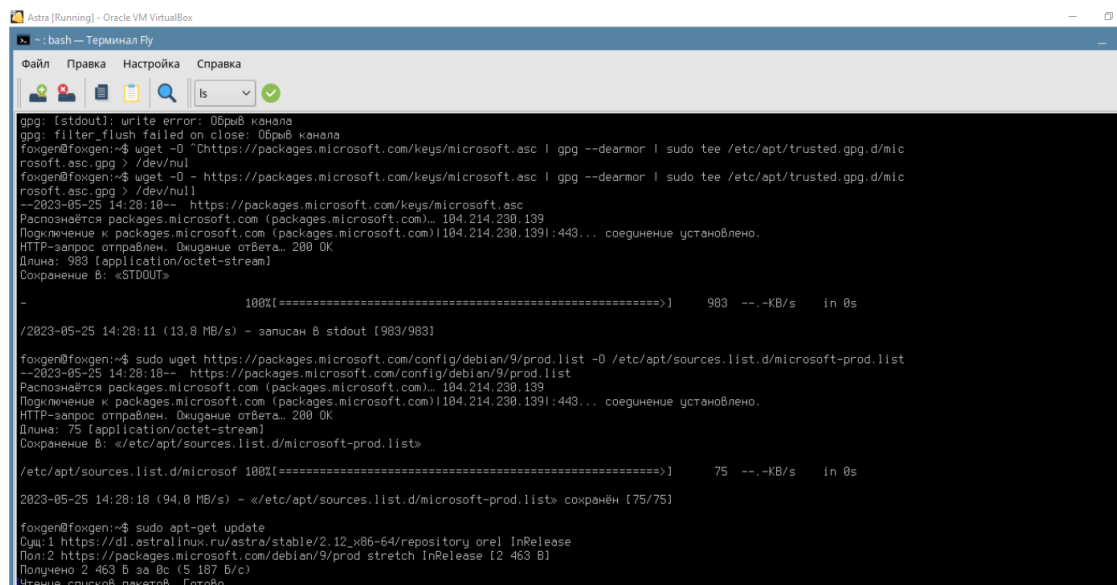 Astra [Running] - Oracle VM VirtualBox
~ : bash — Терминал Fly
Файл Правка Настройка Справка
ls
gpg: [stdout]: write error: Обрыв канала
gpg: filter_flush failed on close: Обрыв канала
foxgen@foxgen:~$ wget -O ^Chttps://packages.microsoft.com/keys/microsoft.asc | gpg --dearmor | sudo tee /etc/apt/trusted.gpg.d/mic
rosoft.asc.gpg > /dev/nul
foxgen@foxgen:~$ wget -O - https://packages.microsoft.com/keys/microsoft.asc | gpg --dearmor | sudo tee /etc/apt/trusted.gpg.d/mic
rosoft.asc.gpg > /dev/null
--2023-05-25 14:28:10-- https://packages.microsoft.com/keys/microsoft.asc
Распознаётся packages.microsoft.com (packages.microsoft.com)… 104.214.230.139
Подключение к packages.microsoft.com (packages.microsoft.com)|104.214.230.139|:443... соединение установлено.
HTTP-запрос отправлен. Ожидание ответа… 200 OK
Длина: 983 [application/octet-stream]
Сохранение в: «STDOUT»
- 100%[========================================================>] 983 --.-KB/s in 0s
/2023-05-25 14:28:11 (13,8 MB/s) - записан в stdout [983/983]
foxgen@foxgen:~$ sudo wget https://packages.microsoft.com/config/debian/9/prod.list -O /etc/apt/sources.list.d/microsoft-prod.list
--2023-05-25 14:28:18-- https://packages.microsoft.com/config/debian/9/prod.list
Распознаётся packages.microsoft.com (packages.microsoft.com)… 104.214.230.139
Подключение к packages.microsoft.com (packages.microsoft.com)|104.214.230.139|:443... соединение установлено.
HTTP-запрос отправлен. Ожидание ответа… 200 OK
Длина: 75 [application/octet-stream]
Сохранение в: «/etc/apt/sources.list.d/microsoft-prod.list»
/etc/apt/sources.list.d/microsof 100%[========================================================>] 75 --.-KB/s in 0s
2023-05-25 14:28:18 (94,0 MB/s) - «/etc/apt/sources.list.d/microsoft-prod.list» сохранён [75/75]
foxgen@foxgen:~$ sudo apt-get update
Сущ:1 https://dl.astralinux.ru/astra/stable/2.12_x86-64/repository orel InRelease
Пол:2 https://packages.microsoft.com/debian/9/prod stretch InRelease [2 463 B]
Получено 2 463 Б за 0с (5 187 Б/с)
Чтение списков пакетов… Готово